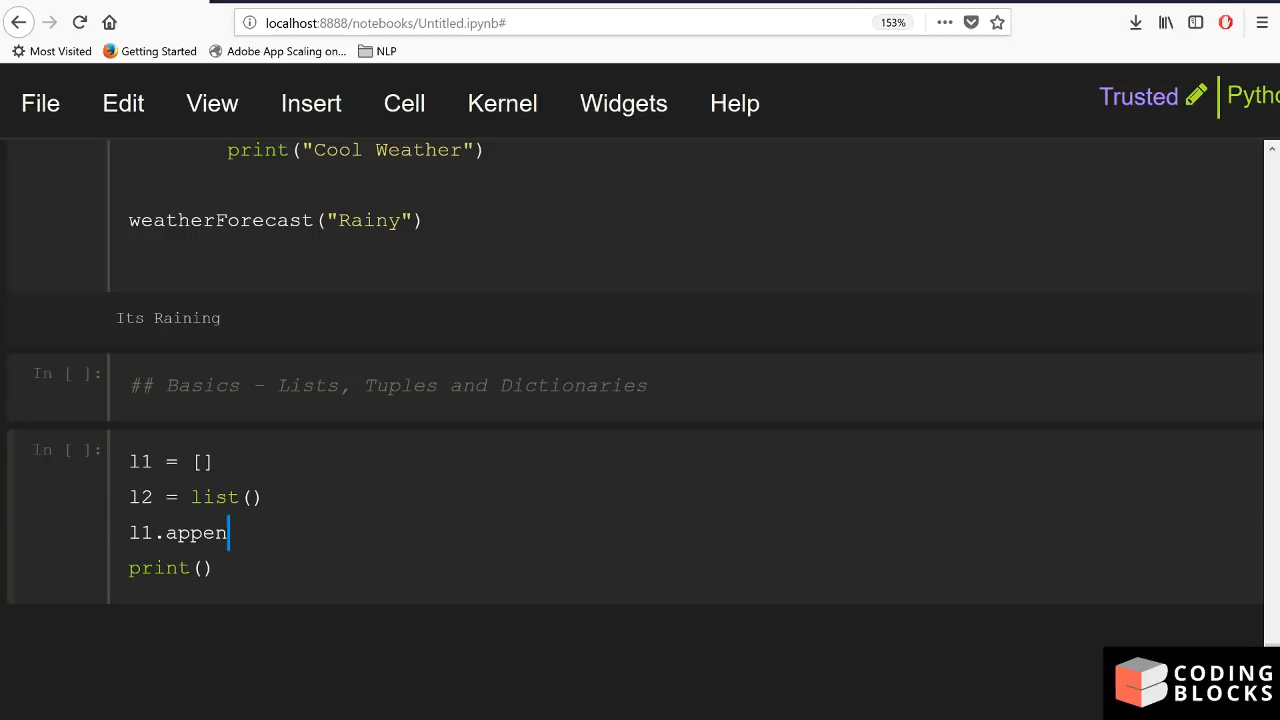 localhost:8888/notebooks/Untitled.ipynb#
153%
Most Visited
Getting Started
Adobe App Scaling on...
NLP
File Edit View Insert Cell Kernel Widgets Help
Trusted
Pytho
print("Cool Weather")
weatherForecast("Rainy")
Its Raining
In [ ]:
## Basics - Lists, Tuples and Dictionaries
In [ ]:
l1 = []
l2 = list()
l1.appen
print()
CODING
BLOCKS